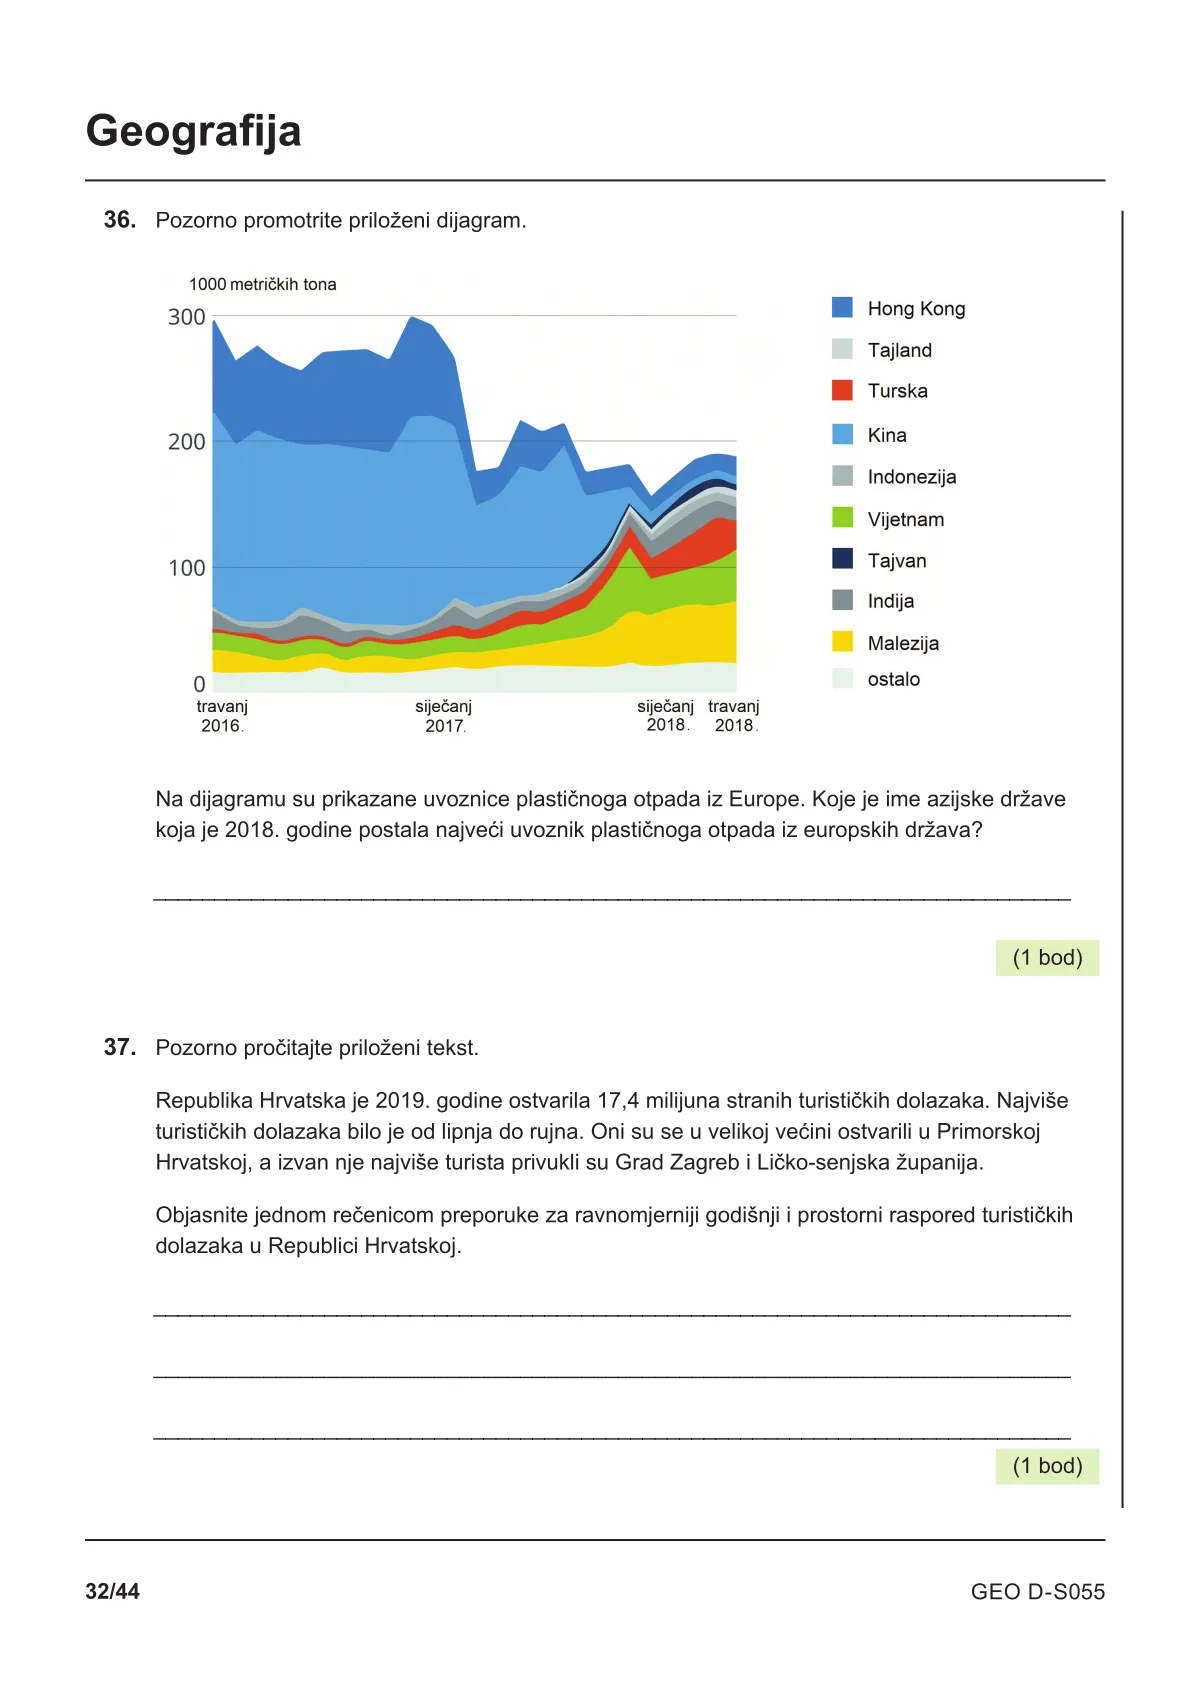 Geografija
36. Pozorno promotrite priloženi dijagram.
1000 metričkih tona
300
200
100
0
travanj
2016.
siječanj
2017.
siječanj
2018.
travanj
2018.
Hong Kong
Tajland
Turska
Kina
Indonezija
Vijetnam
Tajvan
Indija
Malezija
ostalo
Na dijagramu su prikazane uvoznice plastičnoga otpada iz Europe. Koje je ime azijske države
koja je 2018. godine postala najveći uvoznik plastičnoga otpada iz europskih država?
(1 bod)
37. Pozorno pročitajte priloženi tekst.
Republika Hrvatska je 2019. godine ostvarila 17,4 milijuna stranih turističkih dolazaka. Najviše
turističkih dolazaka bilo je od lipnja do rujna. Oni su se u velikoj većini ostvarili u Primorskoj
Hrvatskoj, a izvan nje najviše turista privukli su Grad Zagreb i Ličko-senjska županija.
Objasnite jednom rečenicom preporuke za ravnomjerniji godišnji i prostorni raspored turističkih
dolazaka u Republici Hrvatskoj.
(1 bod)
32/44
GEO D-S055